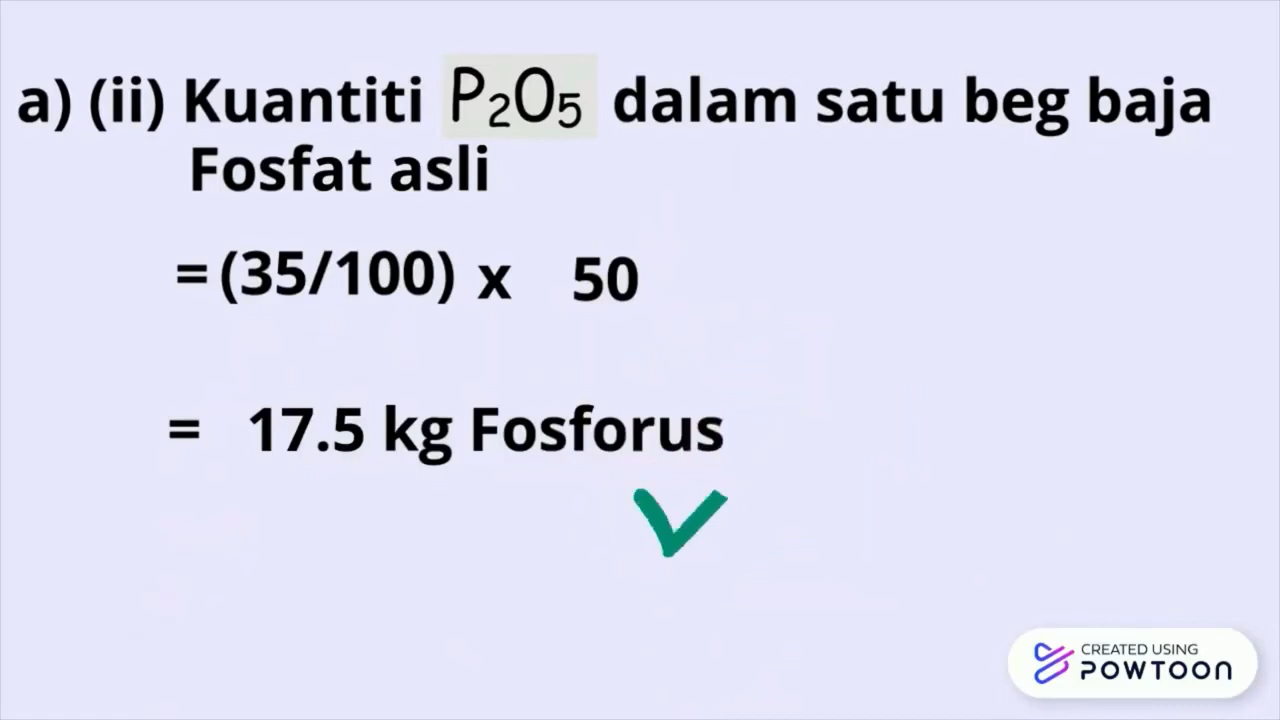 a) (ii) Kuantiti P₂O₅ dalam satu beg baja
Fosfat asli
= (35/100) x 50
= 17.5 kg Fosforus
CREATED USING
POWTOON